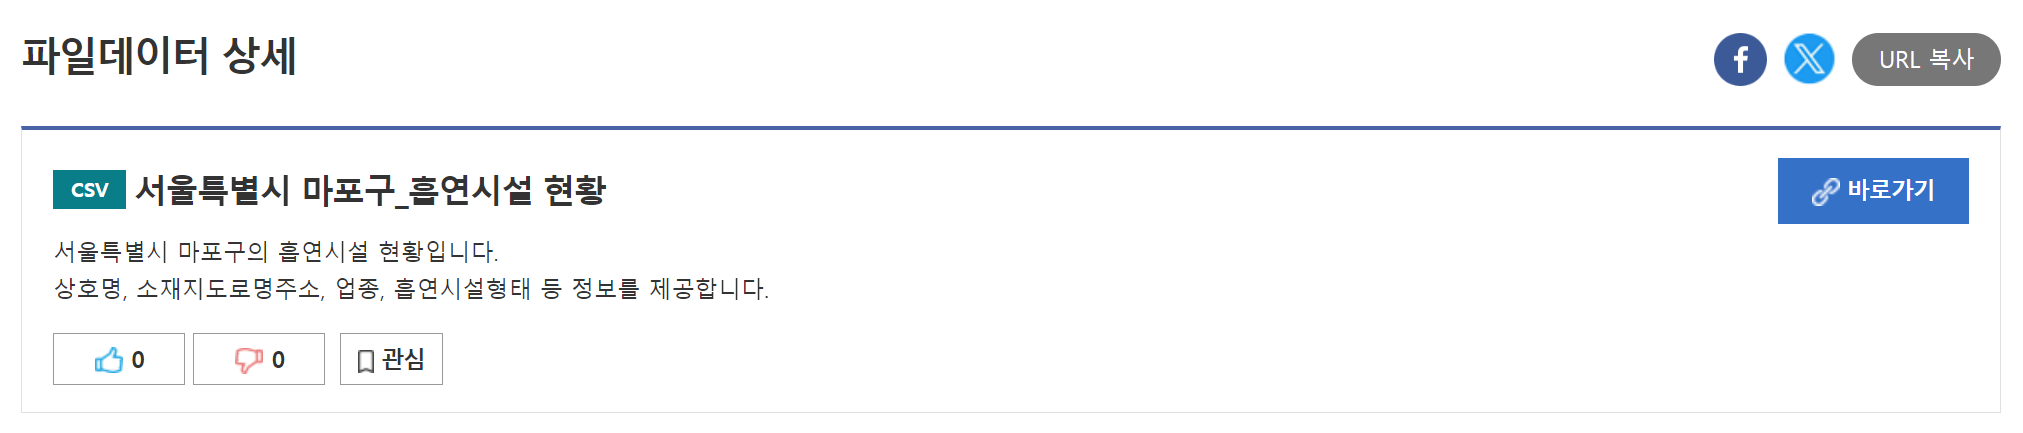 파일데이터 상세
URL 복사
CSV 서울특별시 마포구_흡연시설 현황
바로가기
서울특별시 마포구의 흡연시설 현황입니다.
상호명, 소재지도로명주소, 업종, 흡연시설형태 등 정보를 제공합니다.
0 0 관심